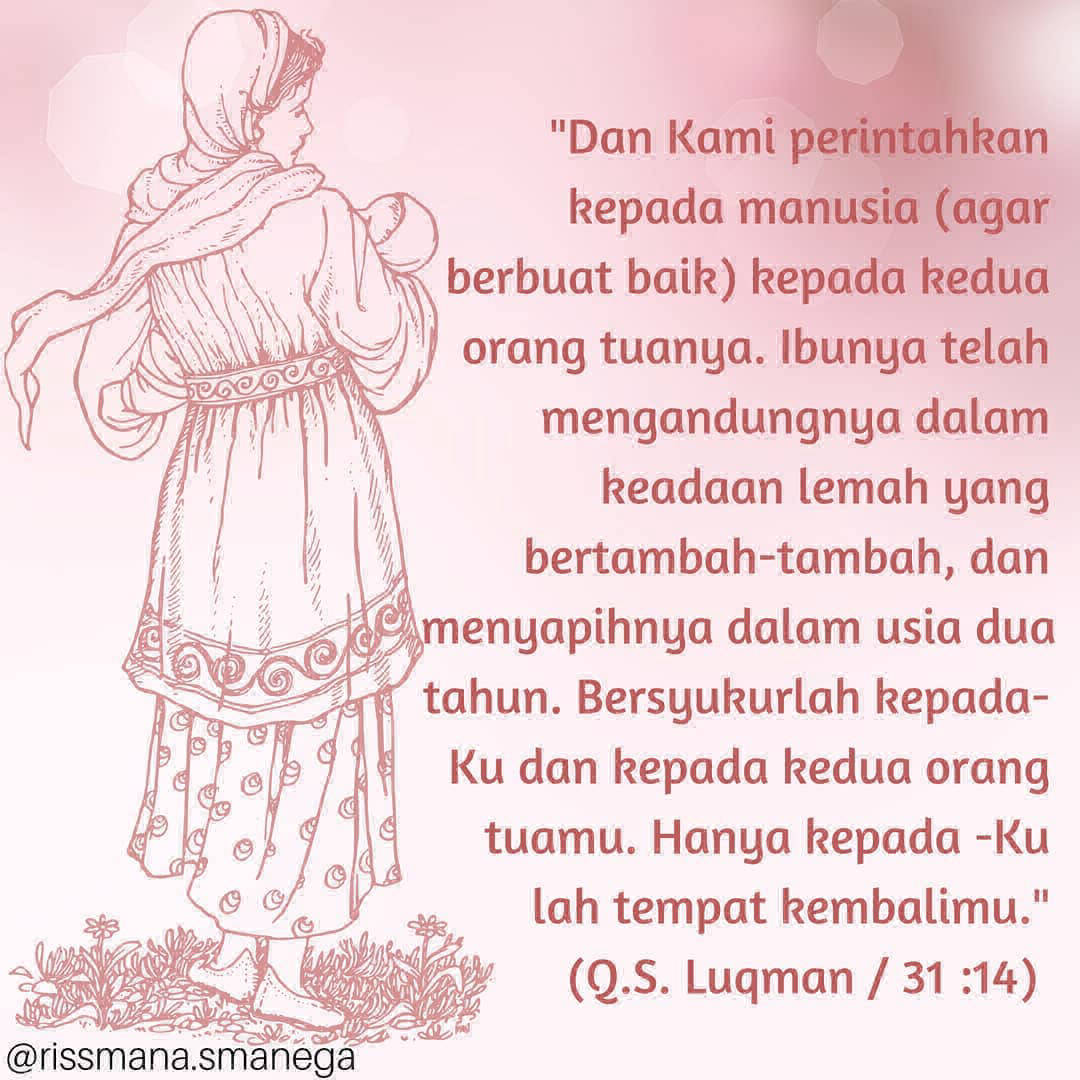 "Dan Kami perintahkan
kepada manusia (agar
berbuat baik) kepada kedua
orang tuanya. Ibunya telah
mengandungnya dalam
keadaan lemah yang
bertambah-tambah, dan
menyapihnya dalam usia dua
tahun. Bersyukurlah kepada-
Ku dan kepada kedua orang
tuamu. Hanya kepada -Ku
lah tempat kembalimu."
(Q.S. Luqman / 31 :14)
@rissmana.smanega